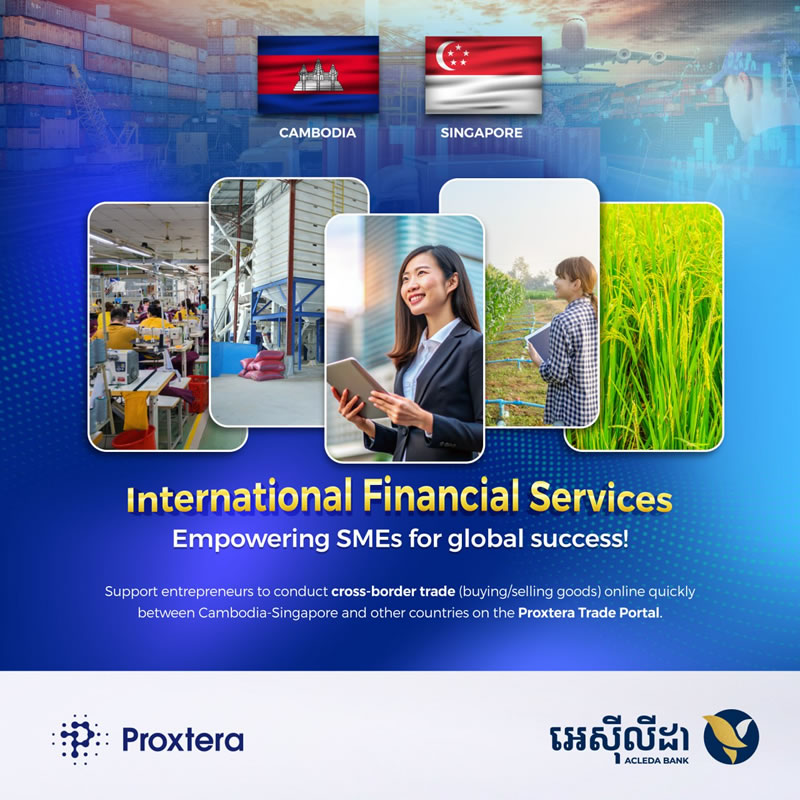 CAMBODIA
SINGAPORE
International Financial Services
Empowering SMEs for global success!
Support entrepreneurs to conduct cross-border trade (buying/selling goods) online quickly
between Cambodia-Singapore and other countries on the Proxtera Trade Portal.
Proxtera
អេស៊ីលីដា
ACLEDA BANK